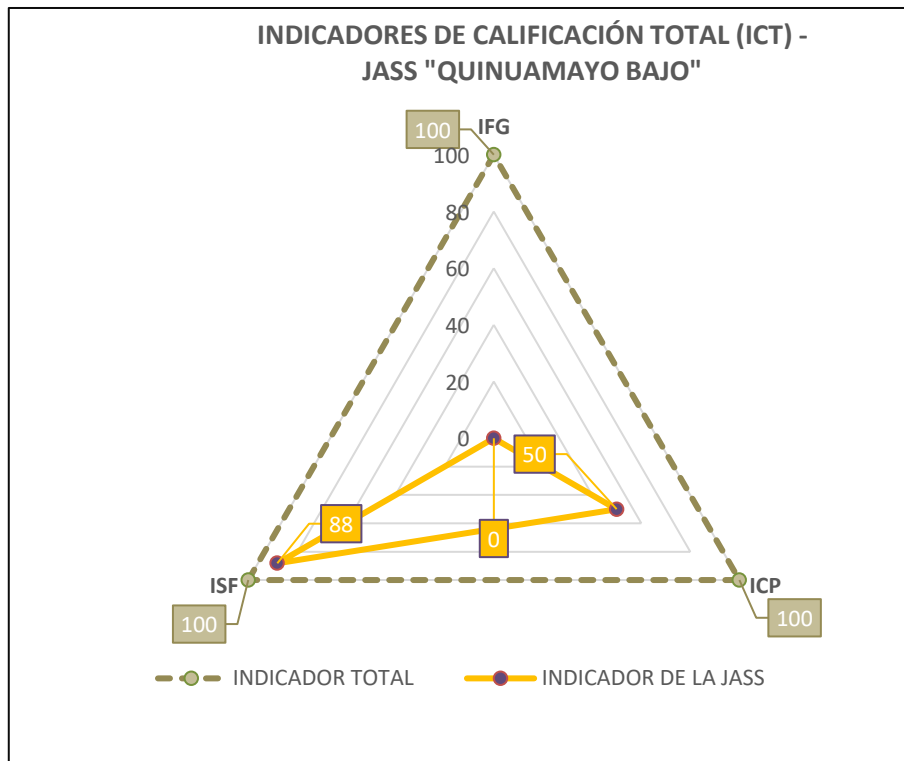 INDICADORES DE CALIFICACIÓN TOTAL (ICT) -
JASS "QUINUAMAYO BAJO"
100
IFG
100
80
60
40
20
0
50
88
0
ISF
ICP
100
100
INDICADOR TOTAL
INDICADOR DE LA JASS